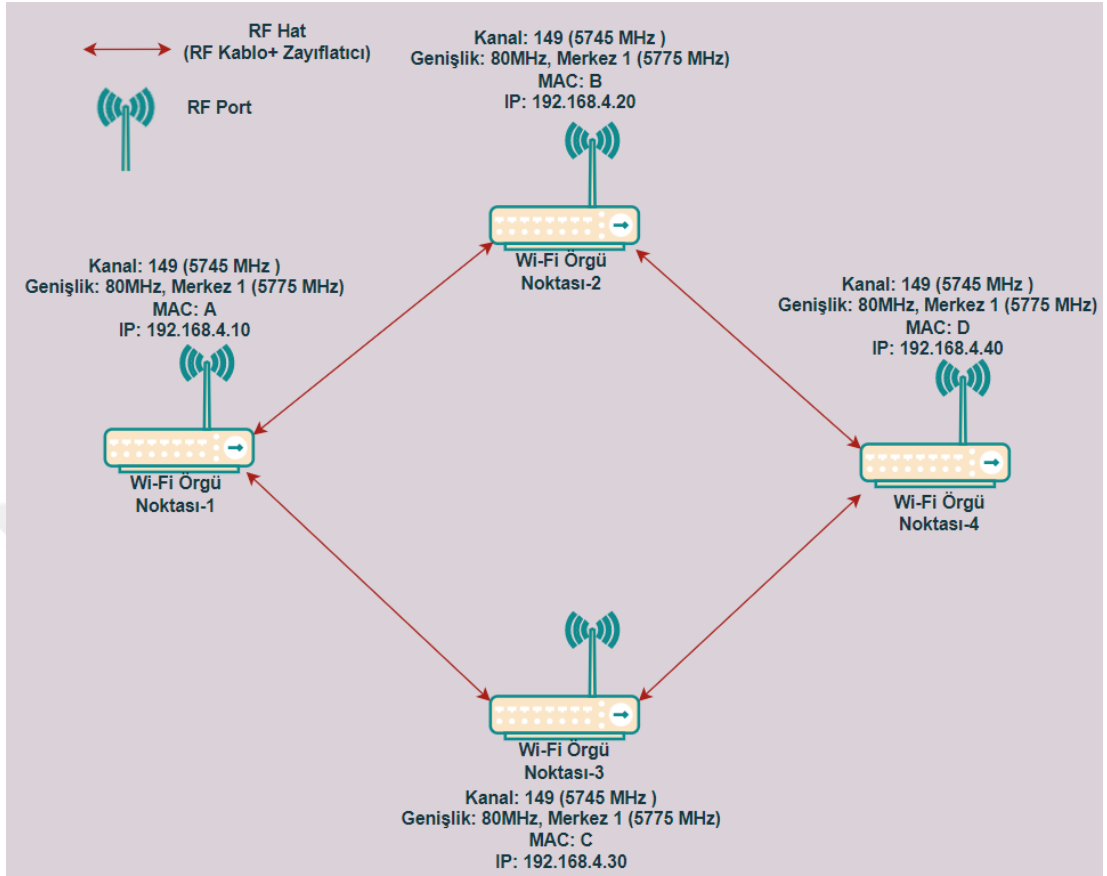 RF Hat
(RF Kablo+ Zayıflatıcı)
RF Port
Kanal: 149 (5745 MHz )
Genişlik: 80MHz, Merkez 1 (5775 MHz)
MAC: B
IP: 192.168.4.20
Wi-Fi Örgü
Noktası-2
Kanal: 149 (5745 MHz )
Genişlik: 80MHz, Merkez 1 (5775 MHz)
MAC: A
IP: 192.168.4.10
Wi-Fi Örgü
Noktası-1
Kanal: 149 (5745 MHz )
Genişlik: 80MHz, Merkez 1 (5775 MHz)
MAC: D
IP: 192.168.4.40
Wi-Fi Örgü
Noktası-4
Wi-Fi Örgü
Noktası-3
Kanal: 149 (5745 MHz )
Genişlik: 80MHz, Merkez 1 (5775 MHz)
MAC: C
IP: 192.168.4.30